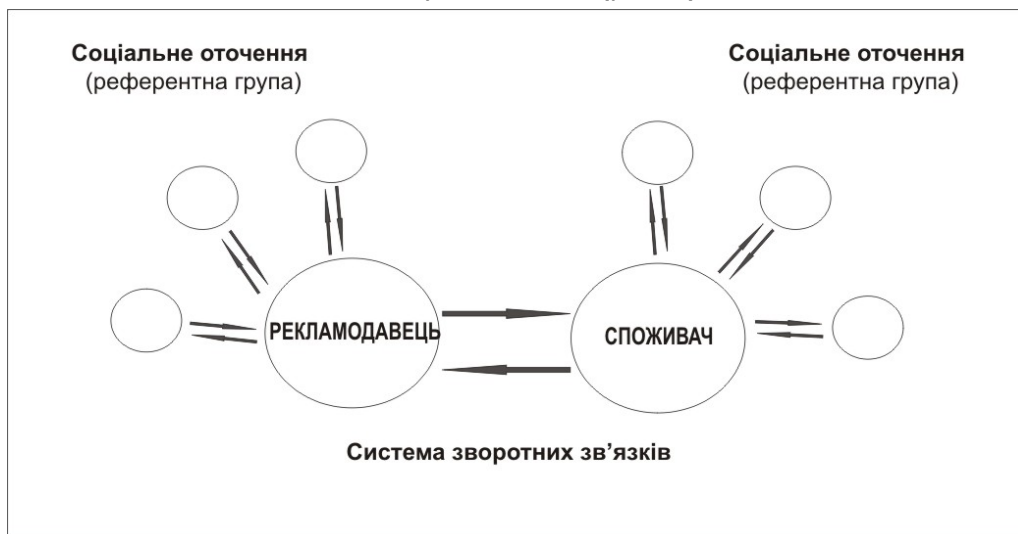 Соціальне оточення
(референтна група)
Соціальне оточення
(референтна група)
РЕКЛАМОДАВЕЦЬ
СПОЖИВАЧ
Система зворотних зв’язків